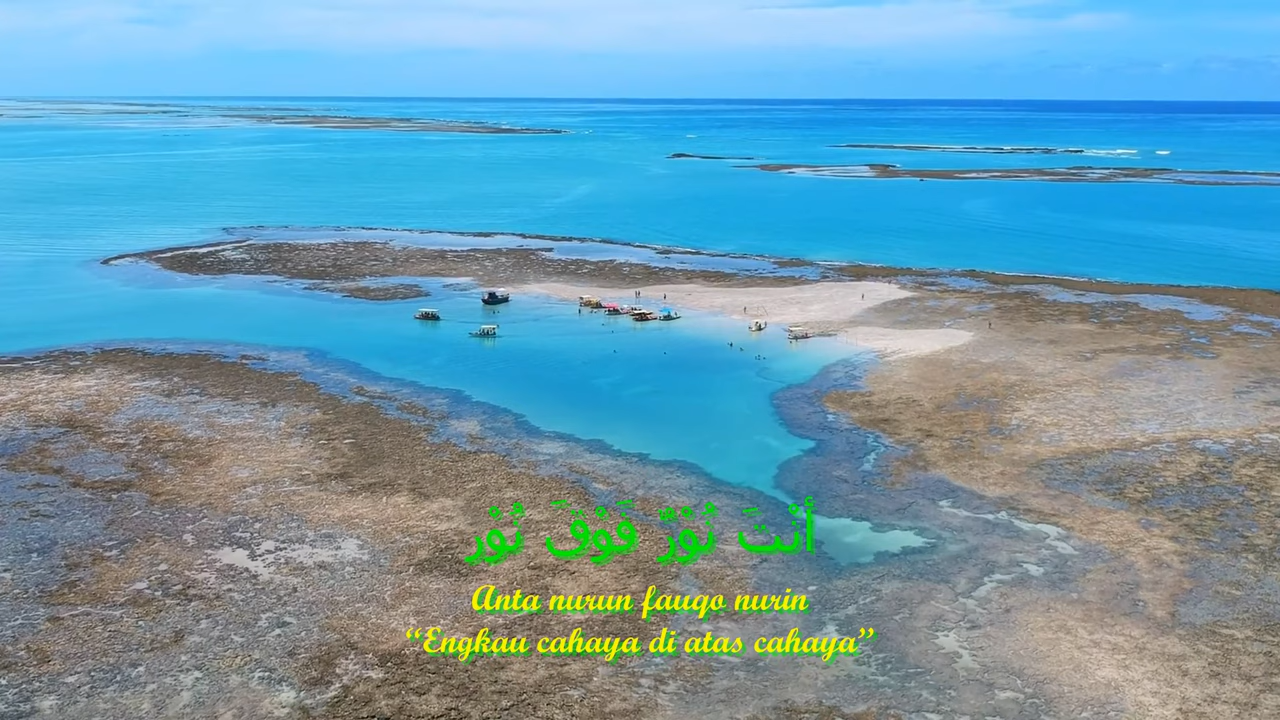 أَنْتَ نُوْرٌ فَوْقَ نُوْرٍ
Anta nurun fauqo nurin
“Engkau cahaya di atas cahaya”